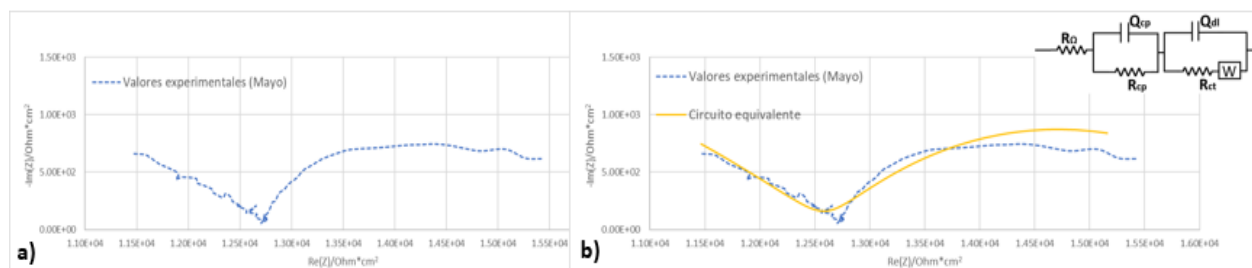 1.50E+03
Valores experimentales (Mayo)
1.00E+03
5.00E+02
0.00E+00
-Im(Z)/Ohm*cm²
1.10E+04 1.15E+04 1.20E+04 1.25E+04 1.30E+04 1.35E+04 1.40E+04 1.45E+04 1.50E+04 1.55E+04
Re(Z)/Ohm*cm²
a)
RΩ Qcp Rcp Qdl Rct W
1.50E+03
Valores experimentales (Mayo)
1.00E+03
Circuito equivalente
5.00E+02
0.00E+00
-Im(Z)/Ohm*cm²
1.10E+04 1.15E+04 1.20E+04 1.25E+04 1.30E+04 1.35E+04 1.40E+04 1.45E+04 1.50E+04 1.55E+04 1.60E+04
Re(Z)/Ohm*cm²
b)